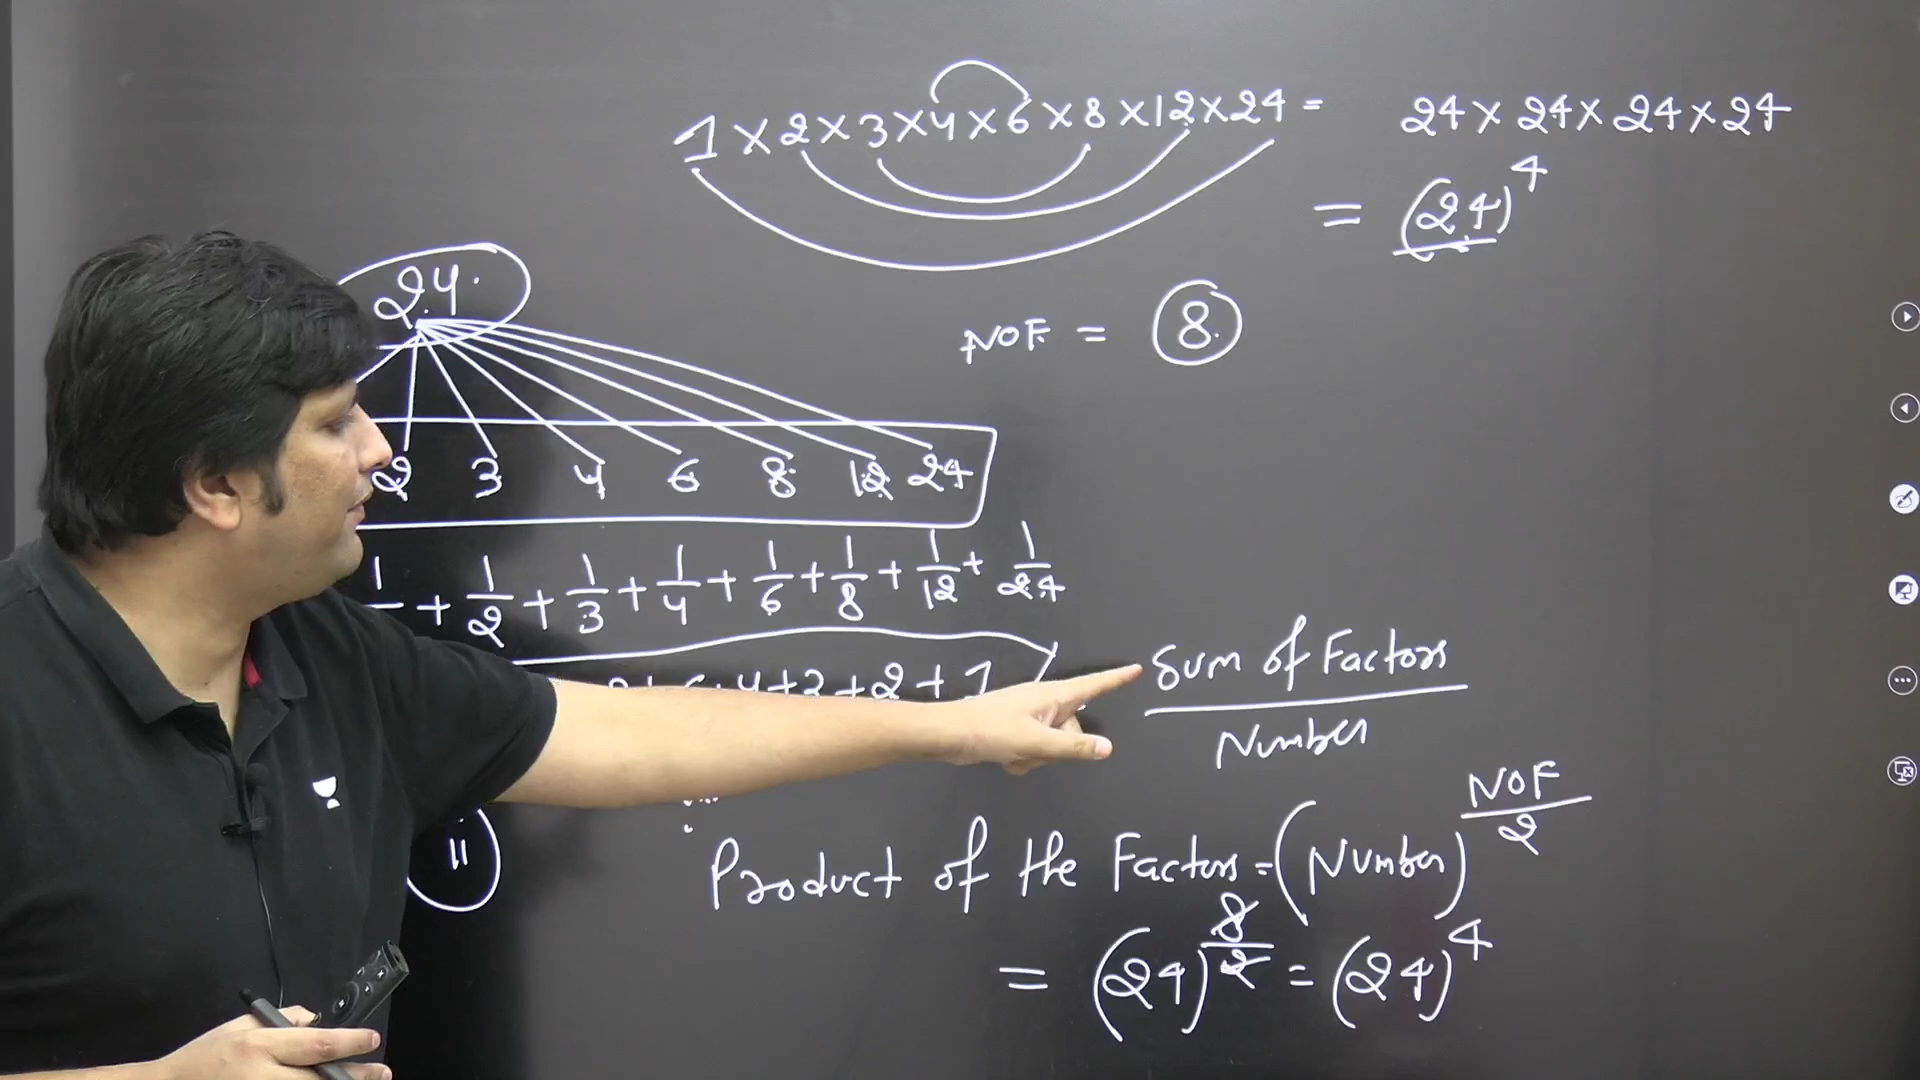 1 × 2 × 3 × 4 × 6 × 8 × 12 × 24 = 24 × 24 × 24 × 24
= (24)^4
24
NOF = 8
2 3 4 6 8 12 24
1/ + 1/2 + 1/3 + 1/4 + 1/6 + 1/8 + 1/12 + 1/24
4 + 3 + 2 + 1
Sum of Factors
Number
Product of the Factors = (Number)^NOF/2
= (24)^8/2 = (24)^4